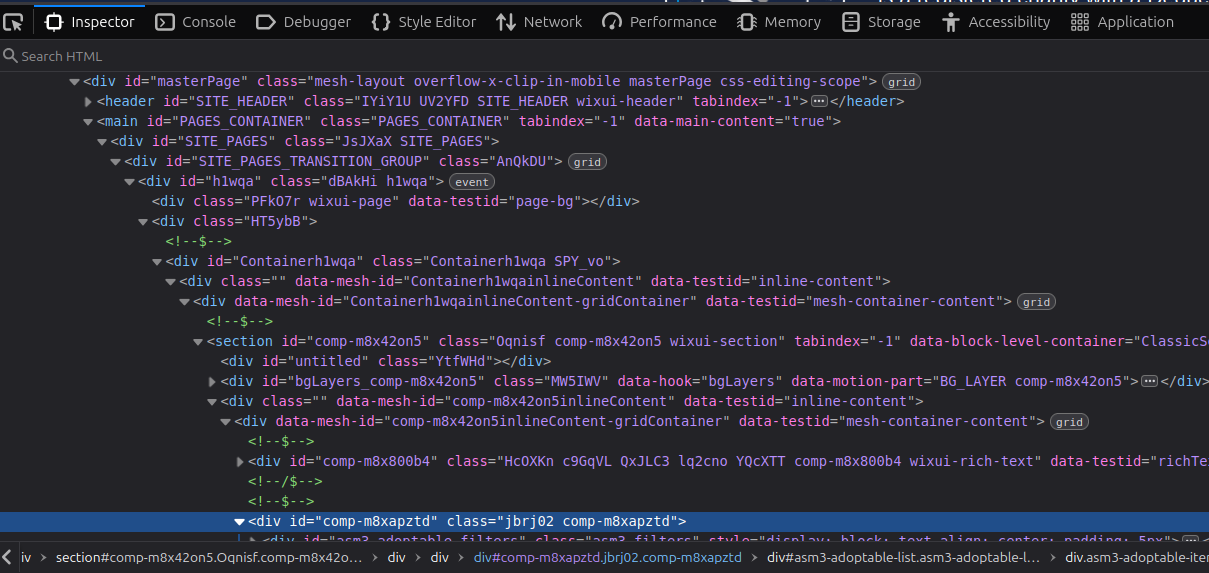 Inspector Console Debugger Style Editor Network Performance Memory Storage Accessibility Application
Search HTML
<div id="masterPage" class="mesh-layout overflow-x-clip-in-mobile masterPage css-editing-scope"> grid
<header id="SITE_HEADER" class="IYiY1U UV2YFD SITE_HEADER wixui-header" tabindex="-1"></header>
<main id="PAGES_CONTAINER" class="PAGES_CONTAINER" tabindex="-1" data-main-content="true">
<div id="SITE_PAGES" class="JsJXaX SITE_PAGES">
<div id="SITE_PAGES_TRANSITION_GROUP" class="AnQkDU"> grid
<div id="h1wqa" class="dBAkHi h1wqa"> event
<div class="PFkO7r wixui-page" data-testid="page-bg"></div>
<div class="HT5ybB">
<!--$-->
<div id="Containerh1wqa" class="Containerh1wqa SPY_vo">
<div class="" data-mesh-id="Containerh1wqainlineContent" data-testid="inline-content">
<div data-mesh-id="Containerh1wqainlineContent-gridContainer" data-testid="mesh-container-content"> grid
<!--$-->
<section id="comp-m8x42on5" class="Oqnisf comp-m8x42on5 wixui-section" tabindex="-1" data-block-level-container="ClassicSe
<div id="untitled" class="YtfWHd"></div>
<div id="bgLayers_comp-m8x42on5" class="MW5IWV" data-hook="bgLayers" data-motion-part="BG_LAYER comp-m8x42on5"></div>
<div class="" data-mesh-id="comp-m8x42on5inlineContent" data-testid="inline-content">
<div data-mesh-id="comp-m8x42on5inlineContent-gridContainer" data-testid="mesh-container-content"> grid
<!--$-->
<div id="comp-m8x800b4" class="HcOXKn c9GqVL QxJLC3 lq2cno YQcXTT comp-m8x800b4 wixui-rich-text" data-testid="richTe
<!--/$-->
<!--$-->
<div id="comp-m8xapztd" class="jbrj02 comp-m8xapztd">
<div id="asm3-adoptable-filters" class="asm3-filters" style="display: block; text-align: center; padding: 5px">
iv > section#comp-m8x42on5.Oqnisf.comp-m8x42o… > div > div > div#comp-m8xapztd.jbrj02.comp-m8xapztd > div#asm3-adoptable-list.asm3-adoptable-l… > div.asm3-adoptable-ite